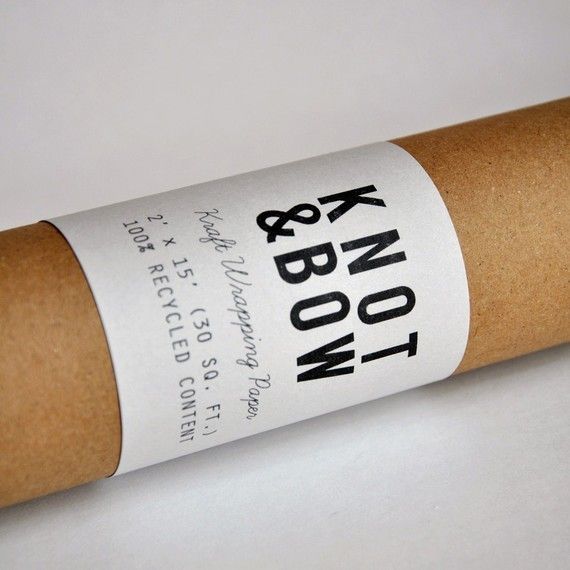 KNOT
&BOW
Kraft Wrapping Paper
2' x 15' (30 SQ. FT.)
100% RECYCLED CONTENT